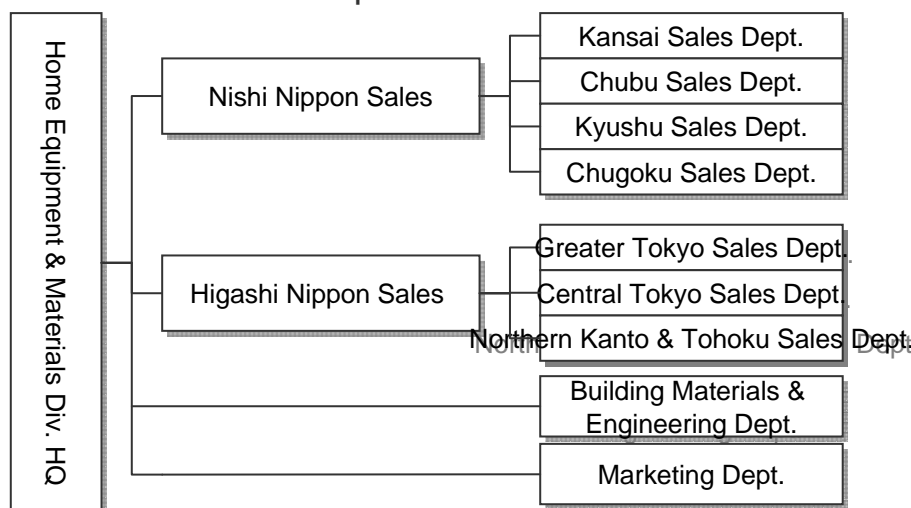 Home Equipment & Materials Div. HQ
Nishi Nippon Sales
Kansai Sales Dept.
Chubu Sales Dept.
Kyushu Sales Dept.
Chugoku Sales Dept.
Higashi Nippon Sales
Greater Tokyo Sales Dept.
Central Tokyo Sales Dept.
Northern Kanto & Tohoku Sales Dept.
Building Materials &
Engineering Dept.
Marketing Dept.